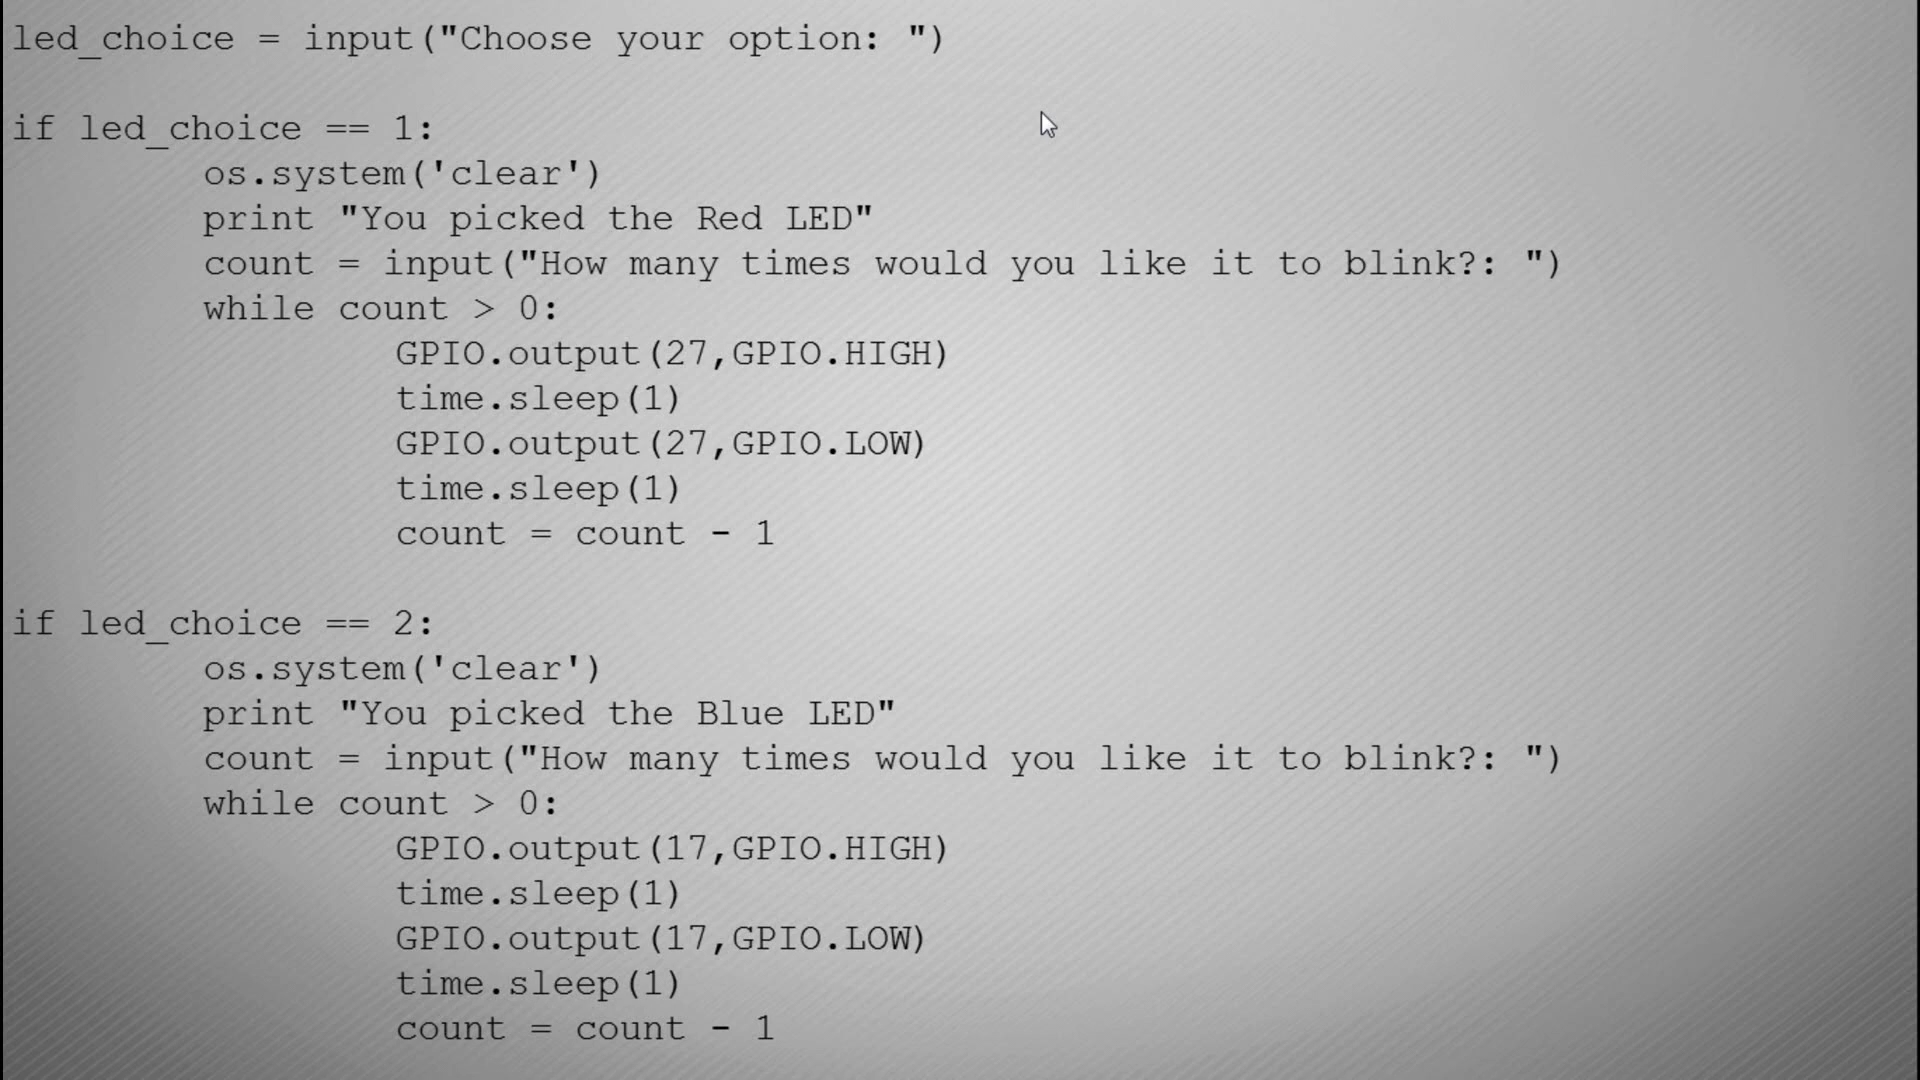 led_choice = input("Choose your option: ")
if led_choice == 1:
os.system('clear')
print "You picked the Red LED"
count = input("How many times would you like it to blink?: ")
while count > 0:
GPIO.output(27,GPIO.HIGH)
time.sleep(1)
GPIO.output(27,GPIO.LOW)
time.sleep(1)
count = count - 1
if led_choice == 2:
os.system('clear')
print "You picked the Blue LED"
count = input("How many times would you like it to blink?: ")
while count > 0:
GPIO.output(17,GPIO.HIGH)
time.sleep(1)
GPIO.output(17,GPIO.LOW)
time.sleep(1)
count = count - 1